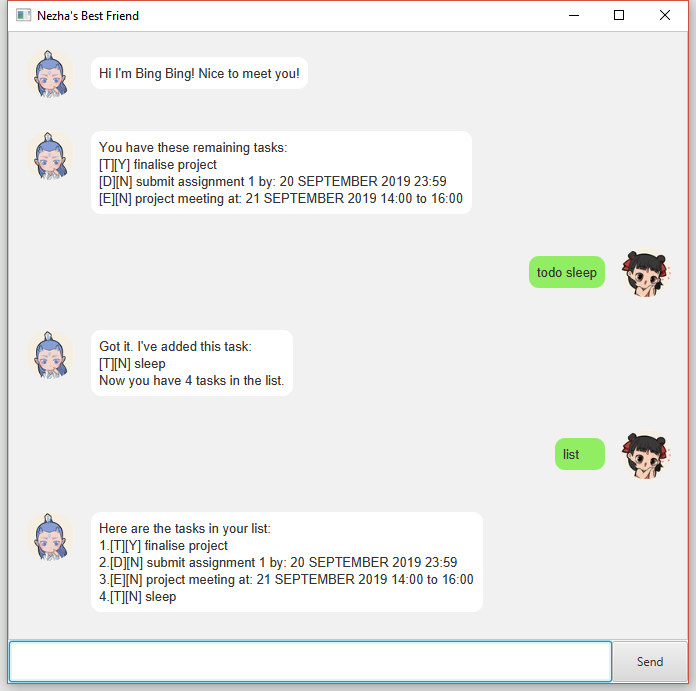 Nezha's Best Friend
Hi I'm Bing Bing! Nice to meet you!
You have these remaining tasks:
[T][Y] finalise project
[D][N] submit assignment 1 by: 20 SEPTEMBER 2019 23:59
[E][N] project meeting at: 21 SEPTEMBER 2019 14:00 to 16:00
todo sleep
Got it. I've added this task:
[T][N] sleep
Now you have 4 tasks in the list.
list
Here are the tasks in your list:
1.[T][Y] finalise project
2.[D][N] submit assignment 1 by: 20 SEPTEMBER 2019 23:59
3.[E][N] project meeting at: 21 SEPTEMBER 2019 14:00 to 16:00
4.[T][N] sleep
Send